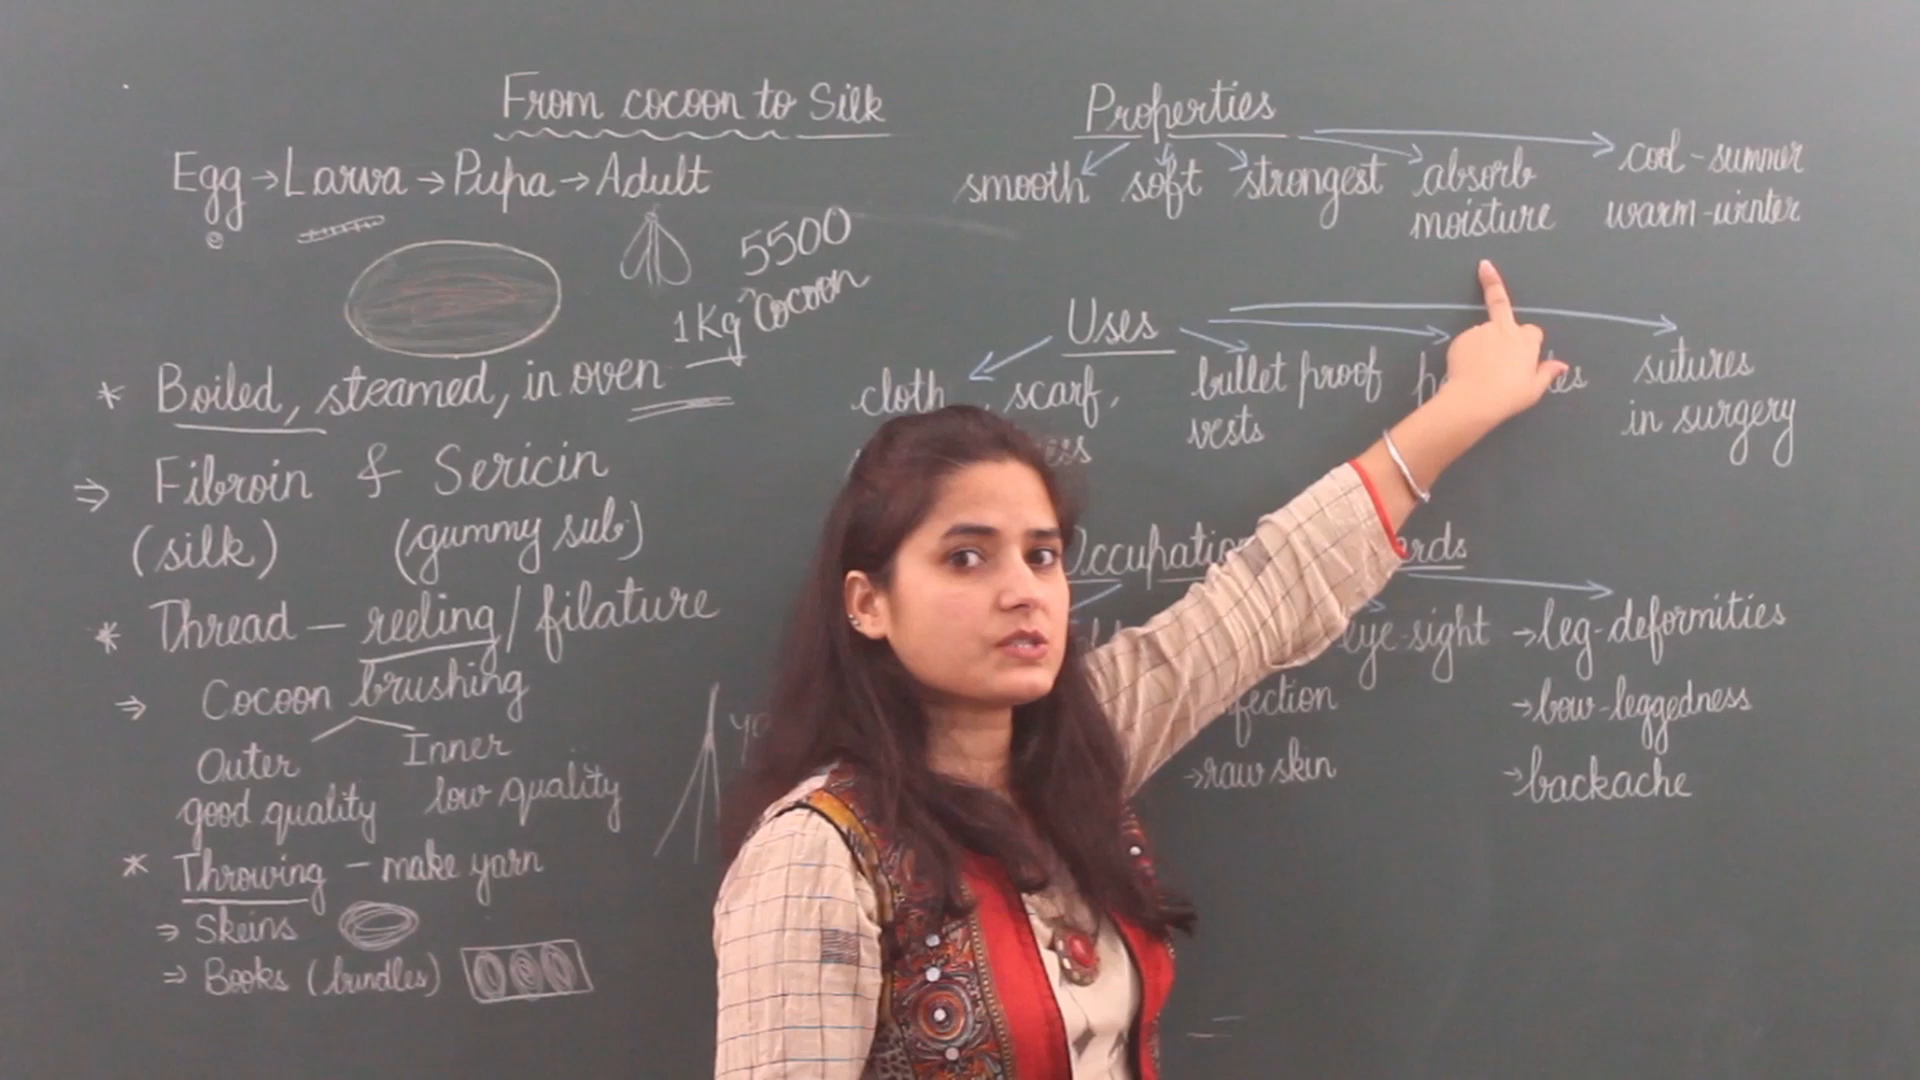 From cocoon to Silk
Egg → Larva → Pupa → Adult
5500
1Kg Cocoon
* Boiled, steamed, in oven
⇒ Fibroin & Sericin
(silk) (gummy sub.)
* Thread - reeling / filature
⇒ Cocoon brushing
Outer Inner
good quality low quality
* Throwing - make yarn
⇒ Skeins
⇒ Books (bundles)
Properties
smooth soft strongest absorb moisture cool - summer warm - winter
Uses
cloth, scarf,
bullet proof vests
sutures in surgery
Occupation
eye-sight → leg-deformities
→ bow-leggedness
→ raw skin → backache